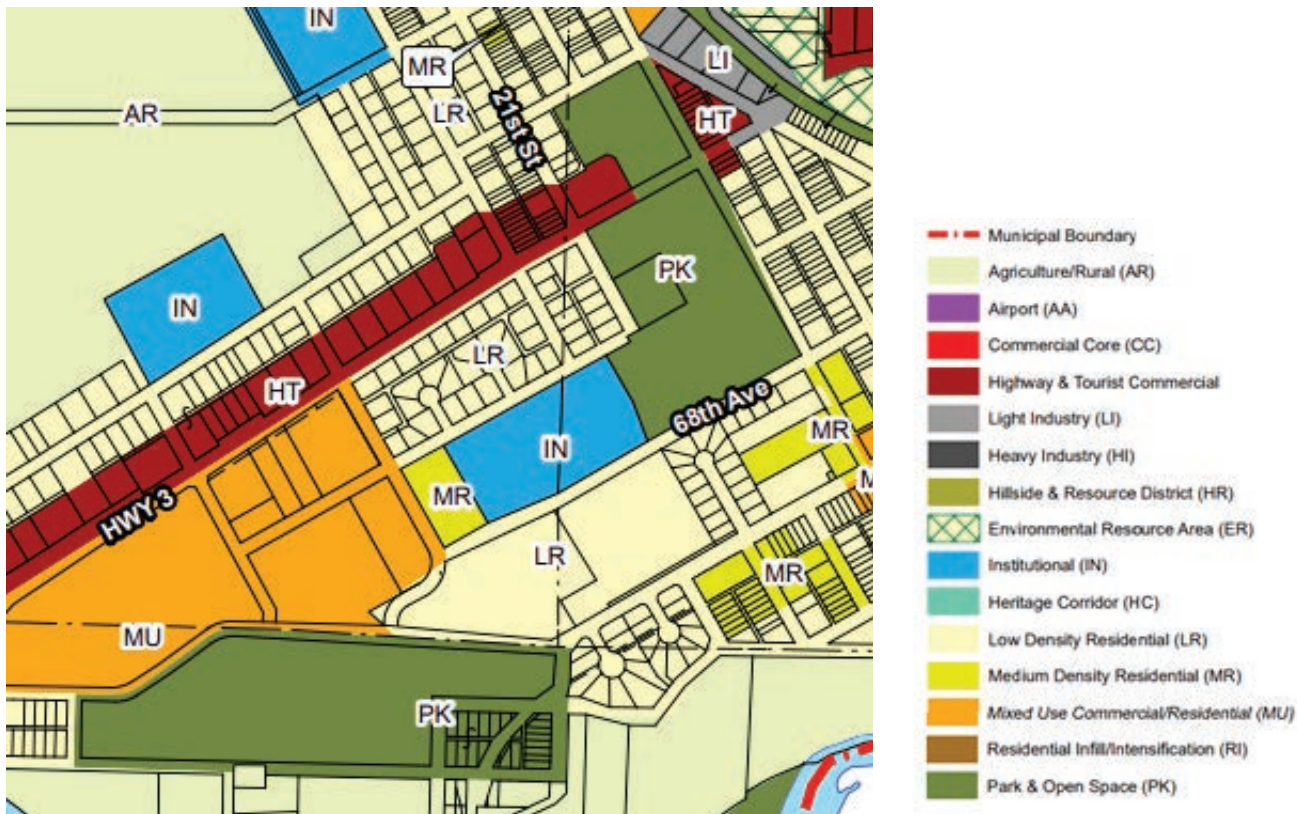 IN
MR
LI
AR
LR
21st St
HT
PK
IN
LR
HT
68th Ave
MR
IN
M
MR
HWY 3
LR
MR
MU
PK
Municipal Boundary
Agriculture/Rural (AR)
Airport (AA)
Commercial Core (CC)
Highway & Tourist Commercial
Light Industry (LI)
Heavy Industry (HI)
Hillside & Resource District (HR)
Environmental Resource Area (ER)
Institutional (IN)
Heritage Corridor (HC)
Low Density Residential (LR)
Medium Density Residential (MR)
Mixed Use Commercial/Residential (MU)
Residential Infill/Intensification (RI)
Park & Open Space (PK)